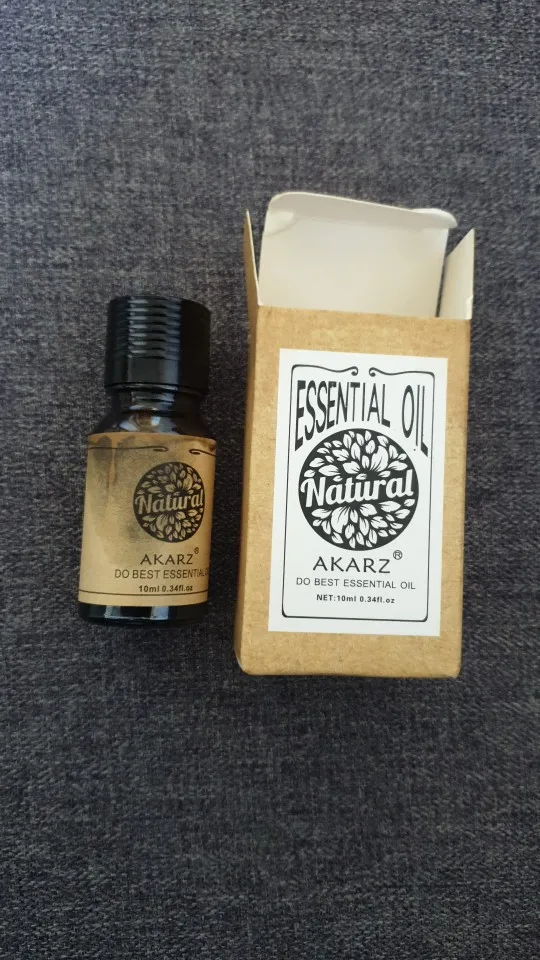 Natural
AKARZ®
DO BEST ESSENTIAL
10ml 0.34fl.oz
ESSENTIAL OIL
Natural
AKARZ®
DO BEST ESSENTIAL OIL
NET:10ml 0.34fl.oz